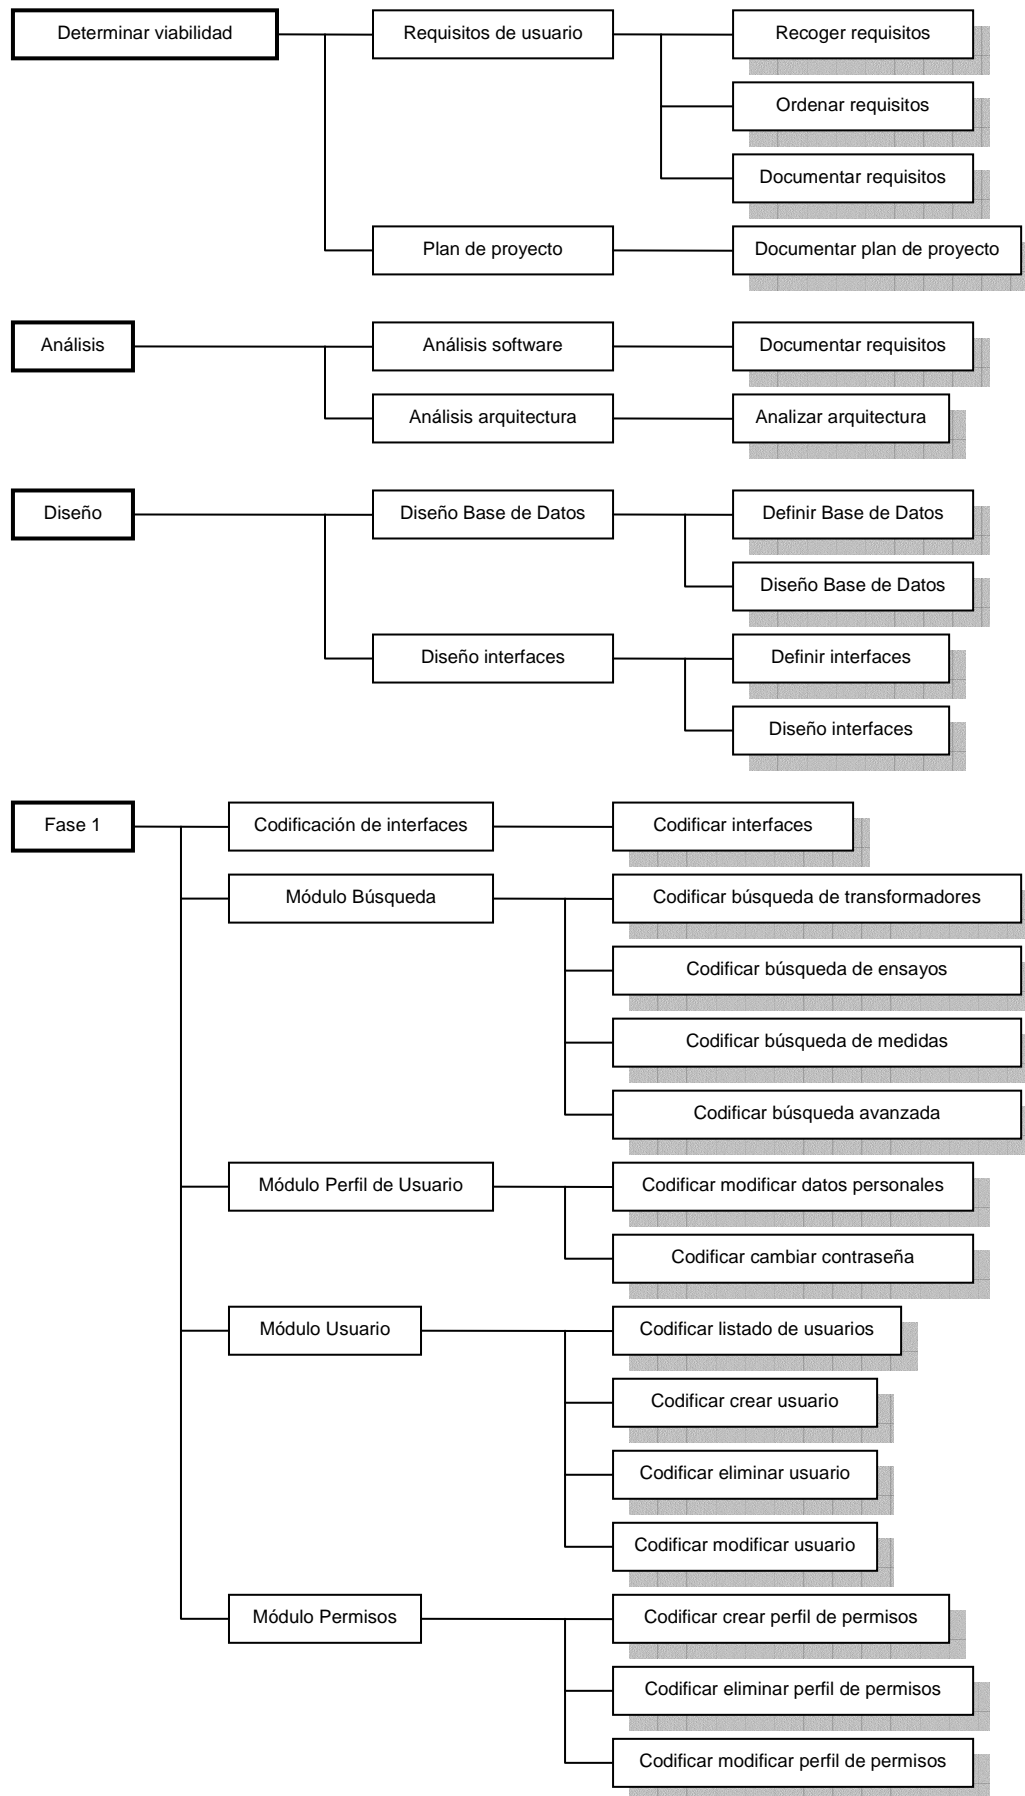 Determinar viabilidad
Requisitos de usuario
Recoger requisitos
Ordenar requisitos
Documentar requisitos
Plan de proyecto
Documentar plan de proyecto
Análisis
Análisis software
Documentar requisitos
Análisis arquitectura
Analizar arquitectura
Diseño
Diseño Base de Datos
Definir Base de Datos
Diseño Base de Datos
Diseño interfaces
Definir interfaces
Diseño interfaces
Fase 1
Codificación de interfaces
Codificar interfaces
Módulo Búsqueda
Codificar búsqueda de transformadores
Codificar búsqueda de ensayos
Codificar búsqueda de medidas
Codificar búsqueda avanzada
Módulo Perfil de Usuario
Codificar modificar datos personales
Codificar cambiar contraseña
Módulo Usuario
Codificar listado de usuarios
Codificar crear usuario
Codificar eliminar usuario
Codificar modificar usuario
Módulo Permisos
Codificar crear perfil de permisos
Codificar eliminar perfil de permisos
Codificar modificar perfil de permisos